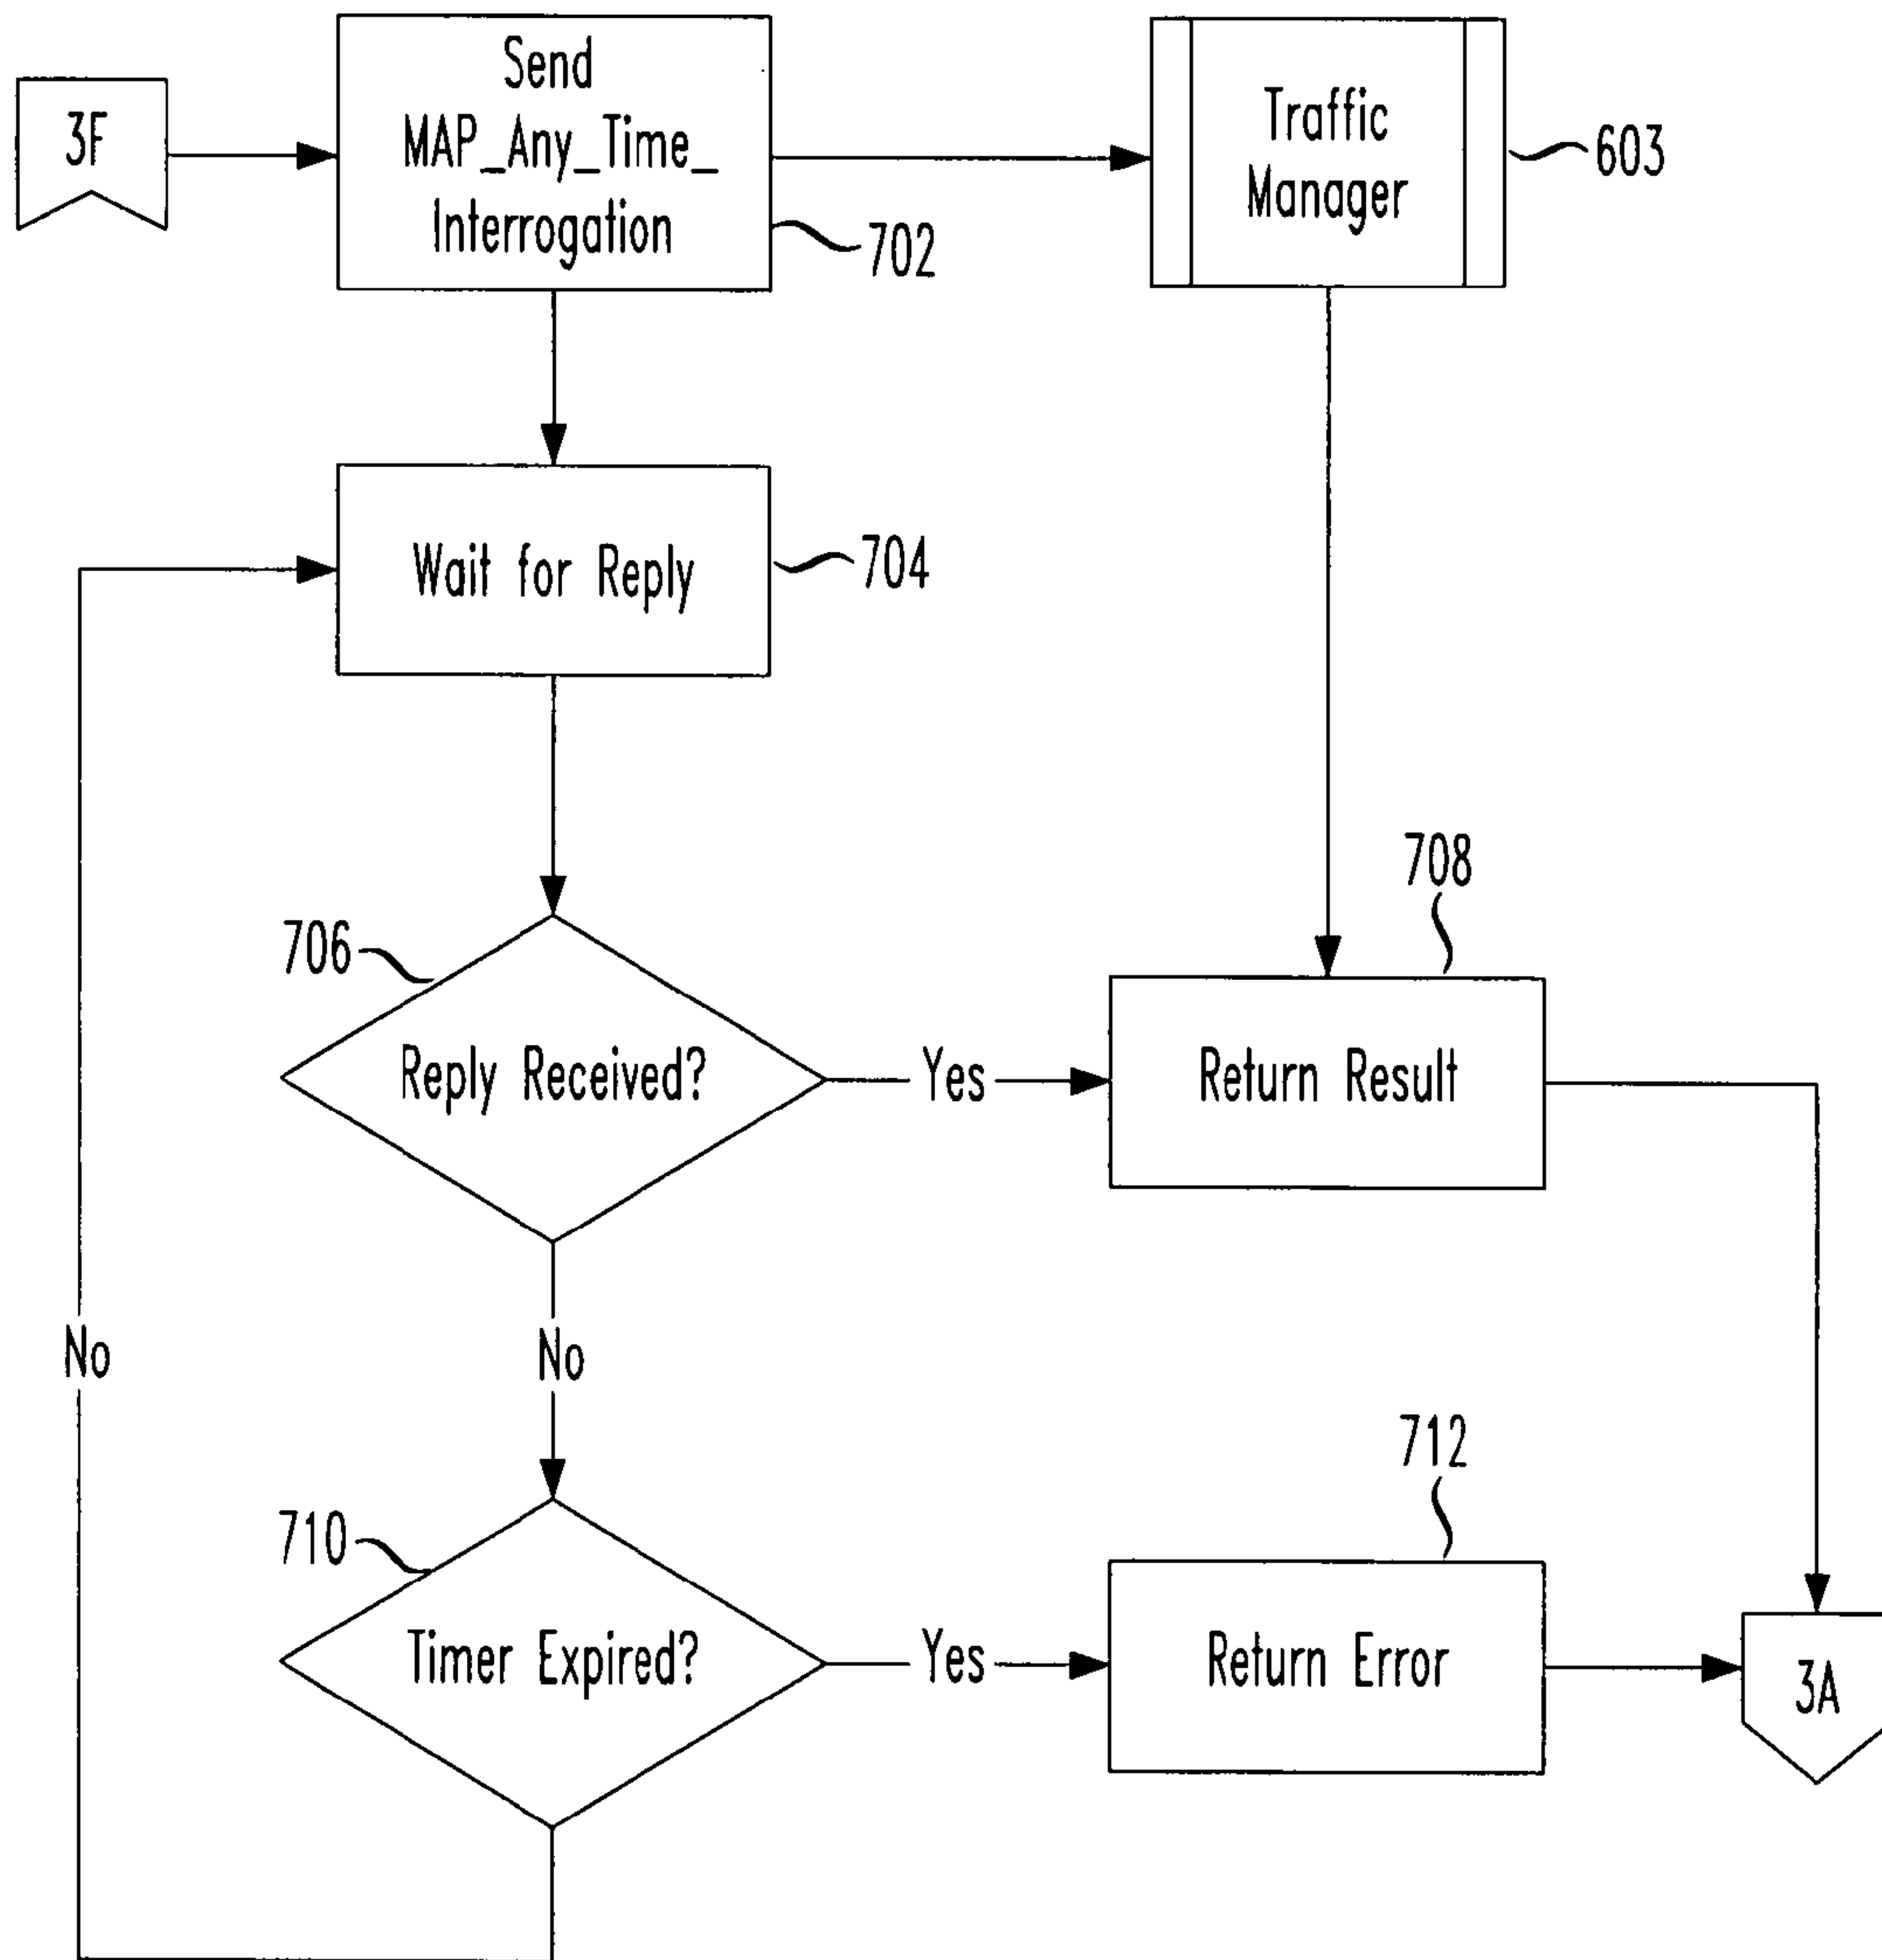 3F
Send
MAP_Any_Time_
Interrogation
702
Traffic
Manager
603
Wait for Reply
704
706
Reply Received?
Yes
708
Return Result
No
No
710
Timer Expired?
Yes
712
Return Error
3A